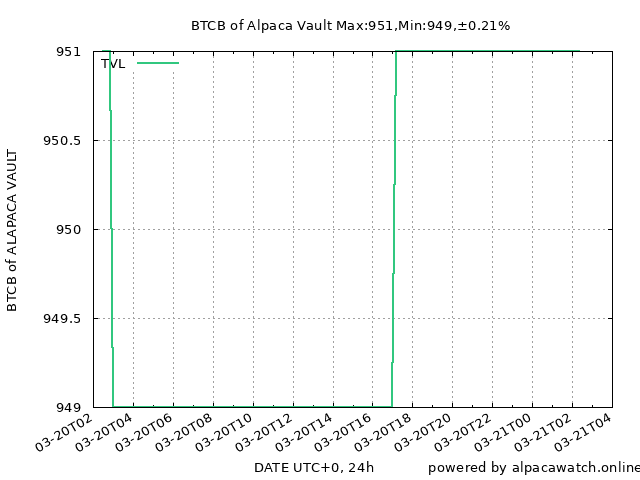 BTCB of Alpaca Vault Max:951,Min:949,±0.21%
BTCB of ALAPACA VAULT
TVL
951
950.5
950
949.5
949
03-20T02
03-20T04
03-20T06
03-20T08
03-20T10
03-20T12
03-20T14
03-20T16
03-20T18
03-20T20
03-20T22
03-21T00
03-21T02
03-21T04
DATE UTC+0, 24h
powered by alpacawatch.online